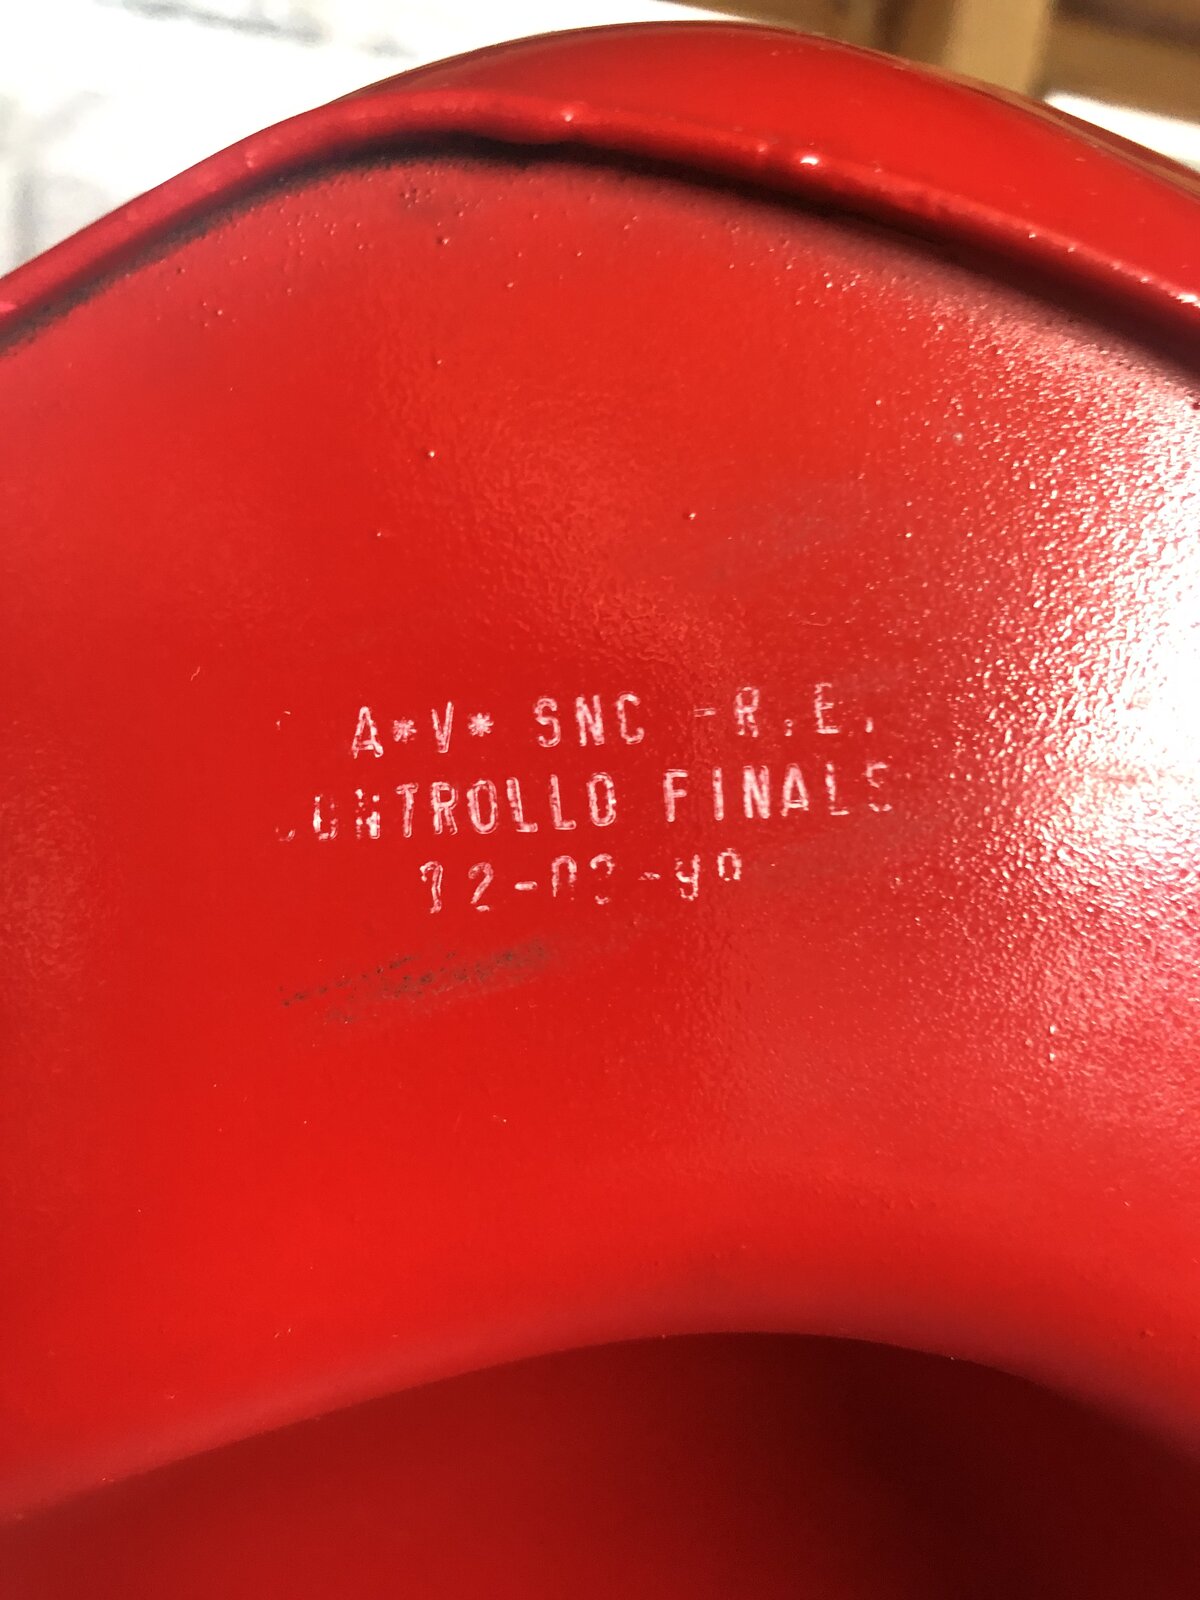 A*V* SNC -R.E.
CONTROLLO FINALE